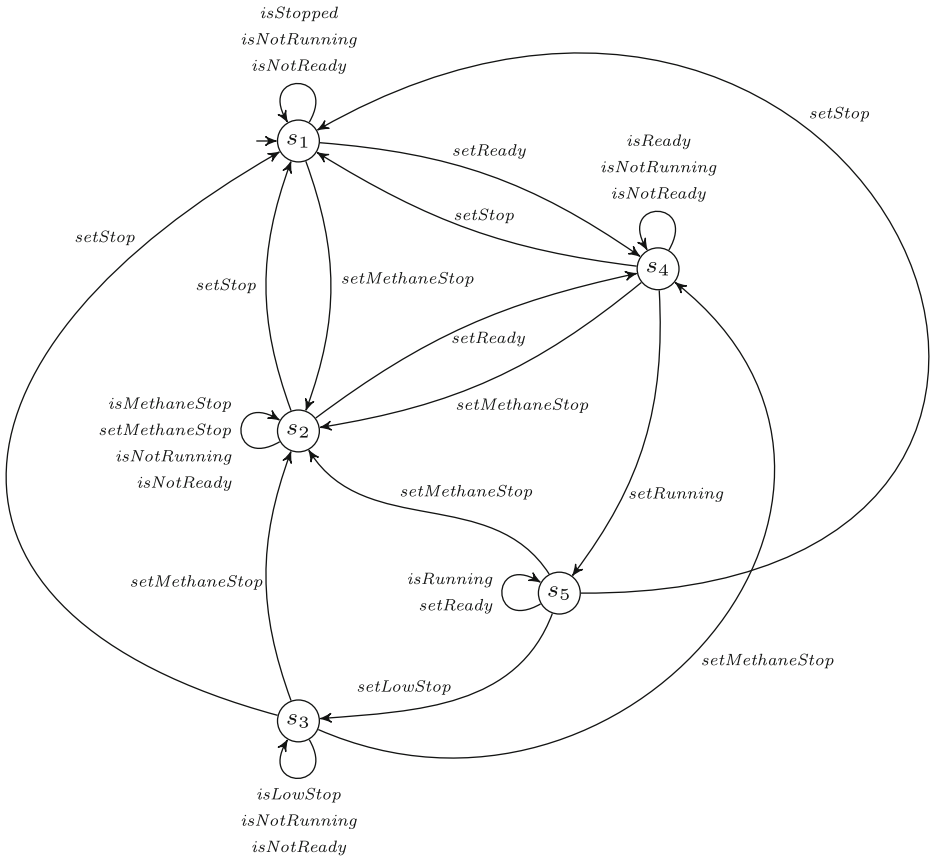 isStopped
isNotRunning
isNotReady
setStop
s1
setReady
isReady
isNotRunning
isNotReady
setStop
setStop
s4
setStop
setMethaneStop
setReady
isMethaneStop
setMethaneStop
isNotRunning
isNotReady
s2
setMethaneStop
setMethaneStop
setRunning
setMethaneStop
isRunning
setReady
s5
setMethaneStop
setLowStop
s3
isLowStop
isNotRunning
isNotReady